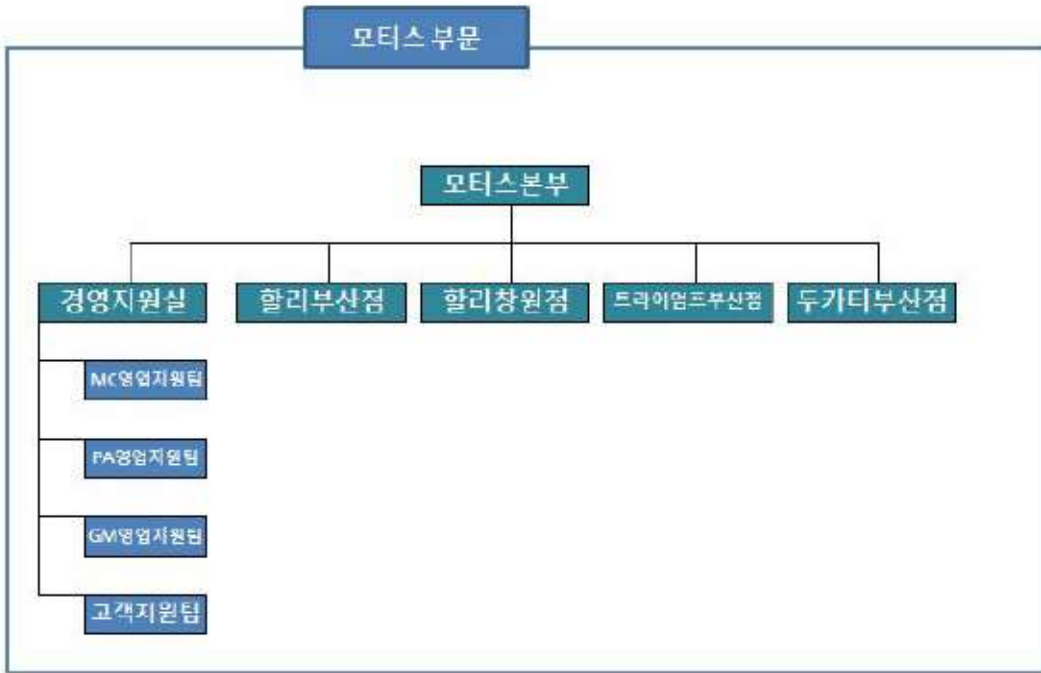 모터스 부문
모터스본부
경영지원실
할리부산점
할리창원점
트라이엄프부산점
두카티부산점
MC영업지원팀
PA영업지원팀
GM영업지원팀
고객지원팀